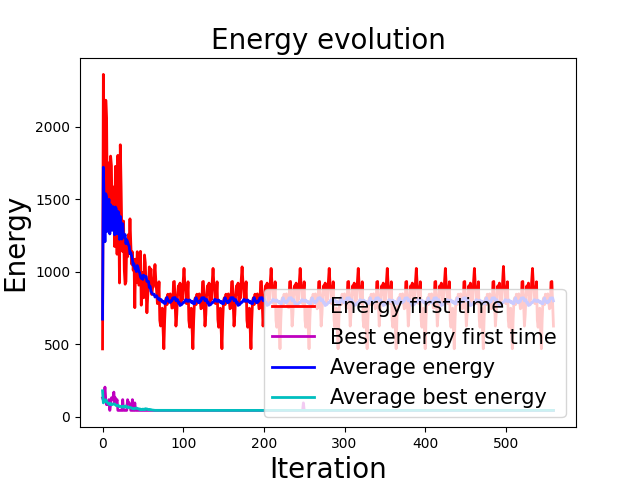 Energy evolution
Energy
2000
1500
1000
500
0
Energy first time
Best energy first time
Average energy
Average best energy
0 100 200 300 400 500
Iteration